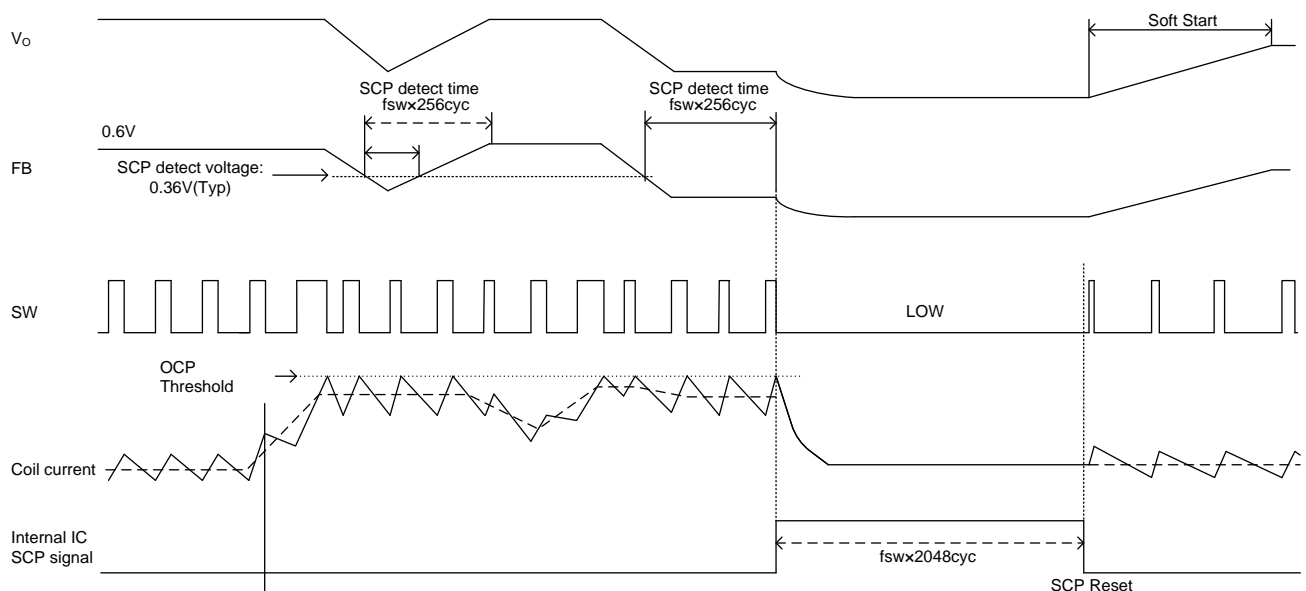 Soft Start
VO
SCP detect time
fsw×256cyc
SCP detect time
fsw×256cyc
0.6V
FB
SCP detect voltage:
0.36V(Typ)
SW
LOW
OCP
Threshold
Coil current
Internal IC
SCP signal
fsw×2048cyc
SCP Reset